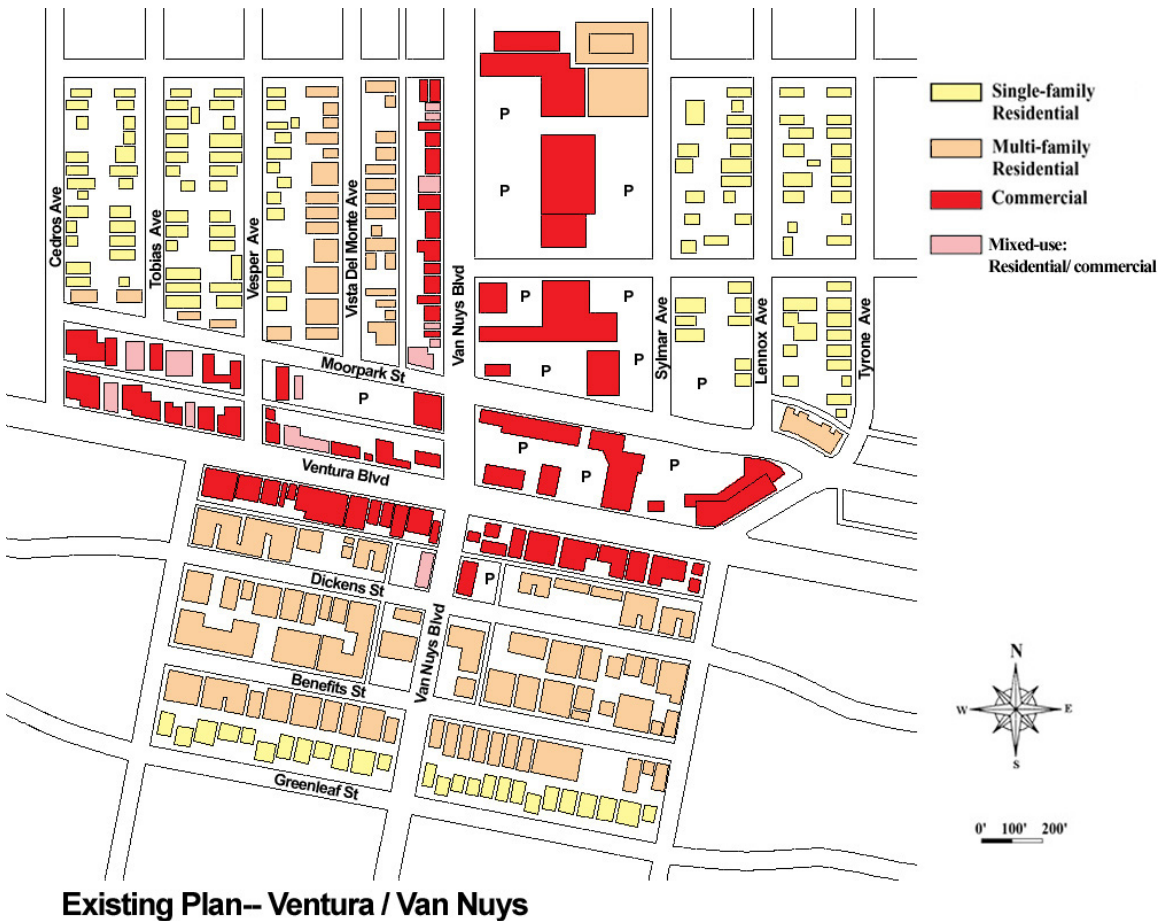 Single-family
Residential
Multi-family
Residential
Commercial
Mixed-use:
Residential/ commercial
P
P
P
Cedros Ave
Tobias Ave
Vesper Ave
Vista Del Monte Ave
Van Nuys Blvd
Sylmar Ave
Lennox Ave
Tyrone Ave
P
P
P
P
P
Moorpark St
P
P
P
P
Ventura Blvd
Dickens St
P
Van Nuys Blvd
Benefits St
Greenleaf St
N
W
E
S
0' 100' 200'
Existing Plan-- Ventura / Van Nuys